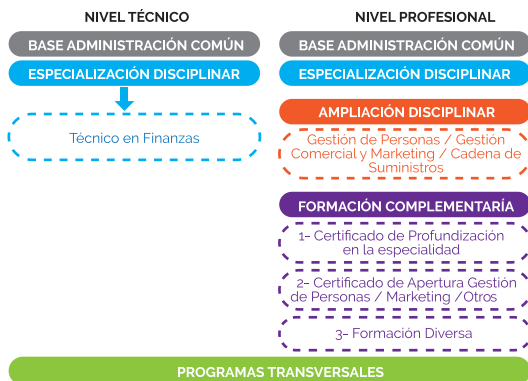 NIVEL TÉCNICO
BASE ADMINISTRACIÓN COMÚN
ESPECIALIZACIÓN DISCIPLINAR
Técnico en Finanzas
NIVEL PROFESIONAL
BASE ADMINISTRACIÓN COMÚN
ESPECIALIZACIÓN DISCIPLINAR
AMPLIACIÓN DISCIPLINAR
Gestión de Personas / Gestión
Comercial y Marketing / Cadena de
Suministros
FORMACIÓN COMPLEMENTARÍA
1- Certificado de Profundización
en la especialidad
2- Certificado de Apertura Gestión
de Personas / Marketing /Otros
3- Formación Diversa
PROGRAMAS TRANSVERSALES